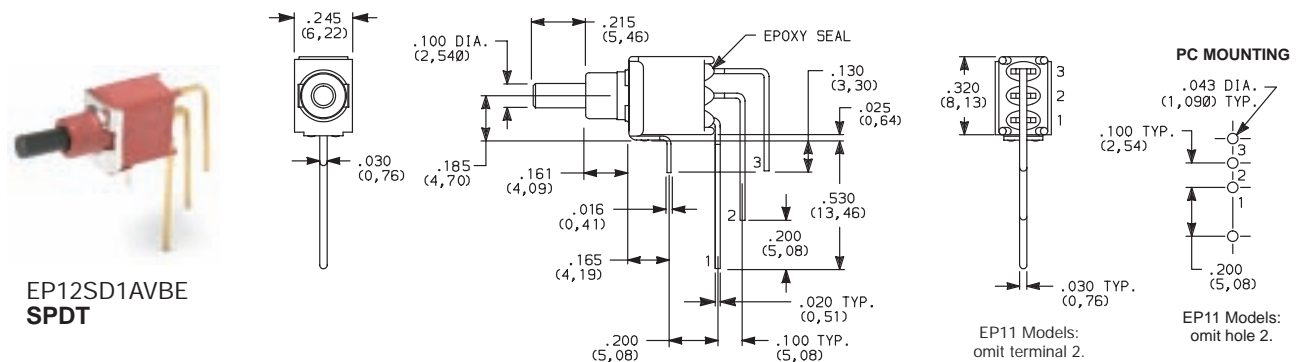 EP12SD1AVBE
SPDT
.245
(6,22)
.030
(0,76)
.215
(5,46)
.100 DIA.
(2,54Ø)
EPOXY SEAL
.130
(3,30)
.025
(0,64)
.185
(4,70)
.161
(4,09)
.016
(0,41)
.165
(4,19)
3
2
1
.530
(13,46)
.200
(5,08)
.020 TYP.
(0,51)
.200
(5,08)
.100 TYP.
(5,08)
.320
(8,13)
3
2
1
.030 TYP.
(0,76)
EP11 Models:
omit terminal 2.
PC MOUNTING
.043 DIA.
(1,09Ø) TYP.
.100 TYP.
(2,54)
3
2
1
.200
(5,08)
EP11 Models:
omit hole 2.